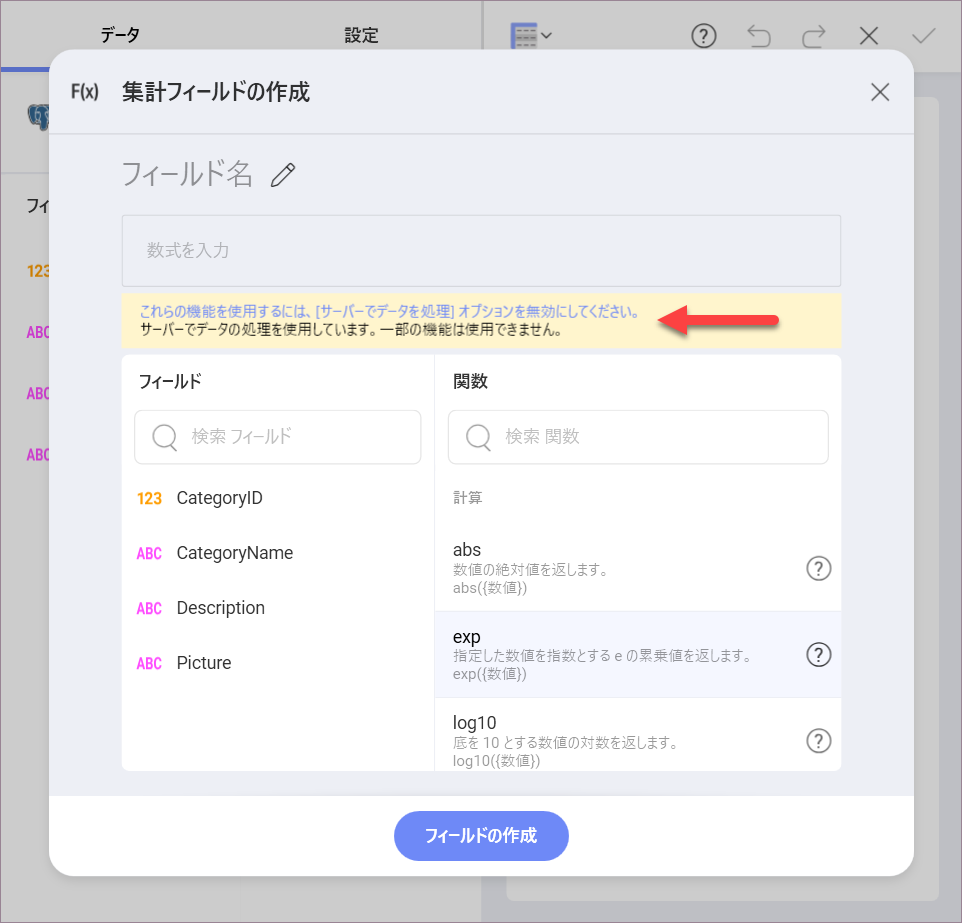 データ
設定
F(x) 集計フィールドの作成
フィールド名
数式を入力
これらの機能を使用するには、[サーバーでデータを処理] オプションを無効にしてください。
サーバーでデータの処理を使用しています。一部の機能は使用できません。
フィ
123
ABC
ABC
ABC
フィールド
検索 フィールド
123 CategoryID
ABC CategoryName
ABC Description
ABC Picture
関数
検索 関数
計算
abs
数値の絶対値を返します。
abs({数値})
exp
指定した数値を指数とする e の累乗値を返します。
exp({数値})
log10
底を 10 とする数値の対数を返します。
log10({数値})
フィールドの作成